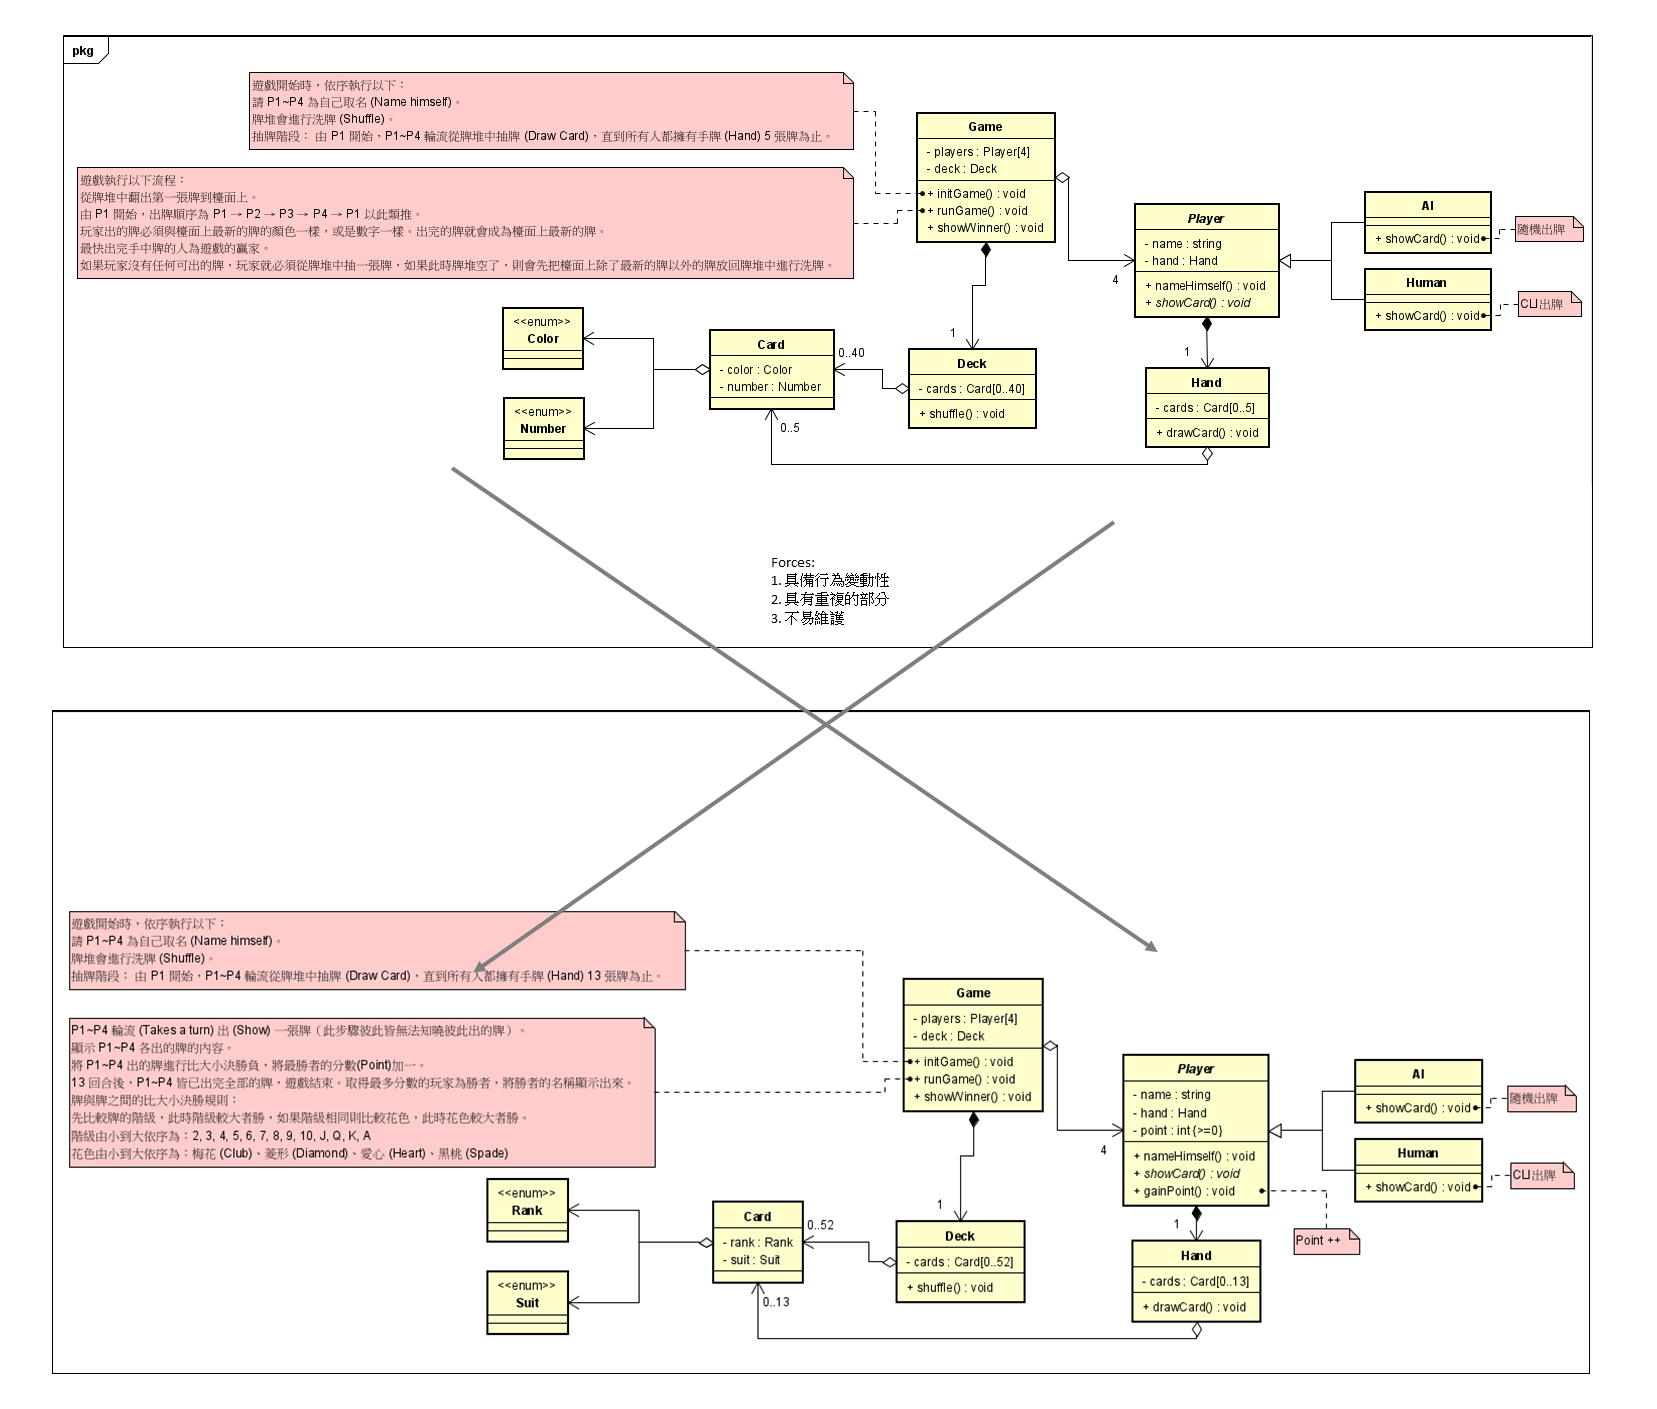 pkg
遊戲開始時，依序執行以下：
請 P1~P4 為自己取名 (Name himself)。
牌堆會進行洗牌 (Shuffle)。
抽牌階段： 由 P1 開始，P1~P4 輪流從牌堆中抽牌 (Draw Card)，直到所有人都擁有手牌 (Hand) 5 張牌為止。
遊戲執行以下流程：
從牌堆中翻出第一張牌到檯面上。
由 P1 開始，出牌順序為 P1 → P2 → P3 → P4 → P1 以此類推。
玩家出的牌必須與檯面上最新的牌的顏色一樣，或是數字一樣。出完的牌就會成為檯面上最新的牌。
最快出完手中牌的人為遊戲的贏家。
如果玩家沒有任何可出的牌，玩家就必須從牌堆中抽一張牌，如果此時牌堆空了，則會先把檯面上除了最新的牌以外的牌放回牌堆中進行洗牌。
Game
- players : Player[4]
- deck : Deck
+ initGame() : void
+ runGame() : void
+ showWinner() : void
4
1
Player
- name : string
- hand : Hand
+ nameHimself() : void
+ showCard() : void
1
AI
+ showCard() : void
隨機出牌
Human
+ showCard() : void
CLI出牌
<<enum>>
Color
<<enum>>
Number
Card
- color : Color
- number : Number
0..40
0..5
Deck
- cards : Card[0..40]
+ shuffle() : void
Hand
- cards : Card[0..5]
+ drawCard() : void
Forces:
1. 具備行為變動性
2. 具有重複的部分
3. 不易維護
遊戲開始時，依序執行以下：
請 P1~P4 為自己取名 (Name himself)。
牌堆會進行洗牌 (Shuffle)。
抽牌階段： 由 P1 開始，P1~P4 輪流從牌堆中抽牌 (Draw Card)，直到所有人都擁有手牌 (Hand) 13 張牌為止。
P1~P4 輪流 (Takes a turn) 出 (Show) 一張牌（此步驟彼此皆無法知曉彼此出的牌）。
顯示 P1~P4 各出的牌的內容。
將 P1~P4 出的牌進行比大小決勝負，將最勝者的分數(Point)加一。
13 回合後，P1~P4 皆已出完全部的牌，遊戲結束。取得最多分數的玩家為勝者，將勝者的名稱顯示出來。
牌與牌之間的比大小決勝規則：
先比較牌的階級，此時階級較大者勝，如果階級相同則比較花色，此時花色較大者勝。
階級由小到大依序為：2, 3, 4, 5, 6, 7, 8, 9, 10, J, Q, K, A
花色由小到大依序為：梅花 (Club)、菱形 (Diamond)、愛心 (Heart)、黑桃 (Spade)
Game
- players : Player[4]
- deck : Deck
+ initGame() : void
+ runGame() : void
+ showWinner() : void
4
1
Player
- name : string
- hand : Hand
- point : int {>=0}
+ nameHimself() : void
+ showCard() : void
+ gainPoint() : void
1
Point ++
AI
+ showCard() : void
隨機出牌
Human
+ showCard() : void
CLI出牌
<<enum>>
Rank
<<enum>>
Suit
Card
- rank : Rank
- suit : Suit
0..52
0..13
Deck
- cards : Card[0..52]
+ shuffle() : void
Hand
- cards : Card[0..13]
+ drawCard() : void